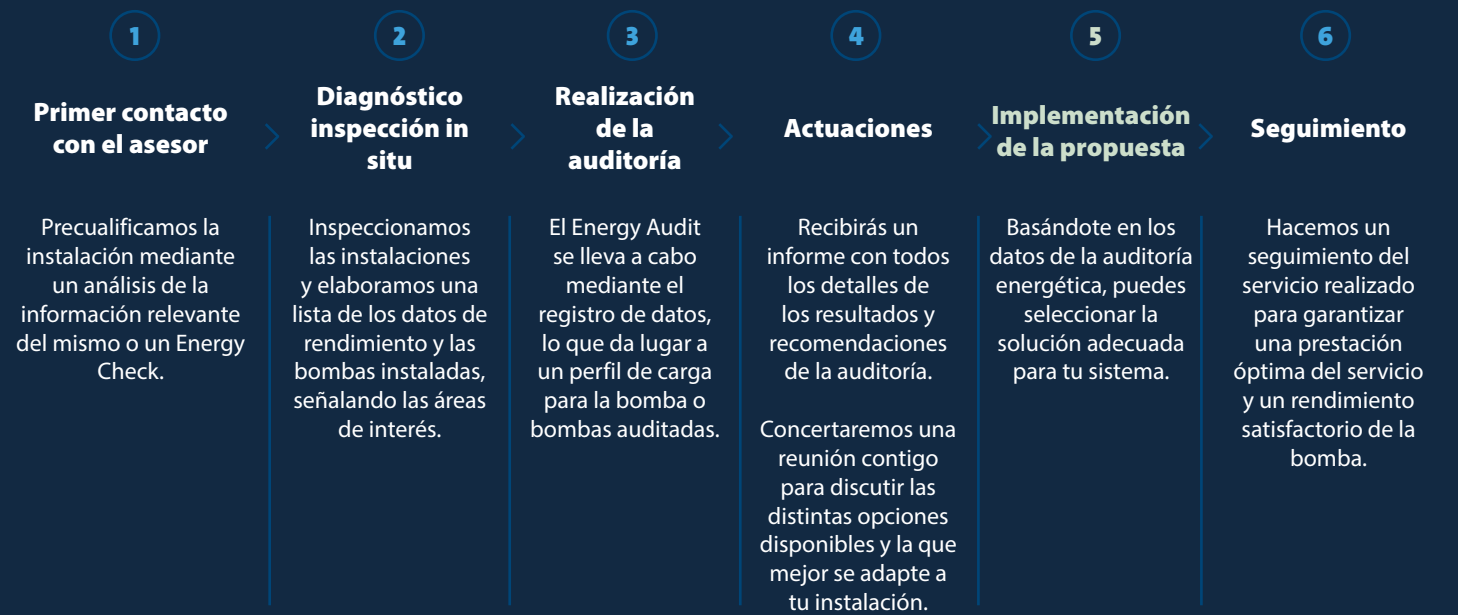 1
Primer contacto
con el asesor
Precualificamos la
instalación mediante
un análisis de la
información relevante
del mismo o un Energy
Check.
2
Diagnóstico
inspección in
situ
Inspeccionamos
las instalaciones
y elaboramos una
lista de los datos de
rendimiento y las
bombas instaladas,
señalando las áreas
de interés.
3
Realización
de la
auditoría
El Energy Audit
se lleva a cabo
mediante el
registro de datos,
lo que da lugar a
un perfil de carga
para la bomba o
bombas auditadas.
4
Actuaciones
Recibirás un
informe con todos
los detalles de
los resultados y
recomendaciones
de la auditoría.
Concertaremos una
reunión contigo
para discutir las
distintas opciones
disponibles y la que
mejor se adapte a
tu instalación.
5
Implementación
de la propuesta
Basándote en los
datos de la auditoría
energética, puedes
seleccionar la
solución adecuada
para tu sistema.
6
Seguimiento
Hacemos un
seguimiento del
servicio realizado
para garantizar
una prestación
óptima del servicio
y un rendimiento
satisfactorio de la
bomba.